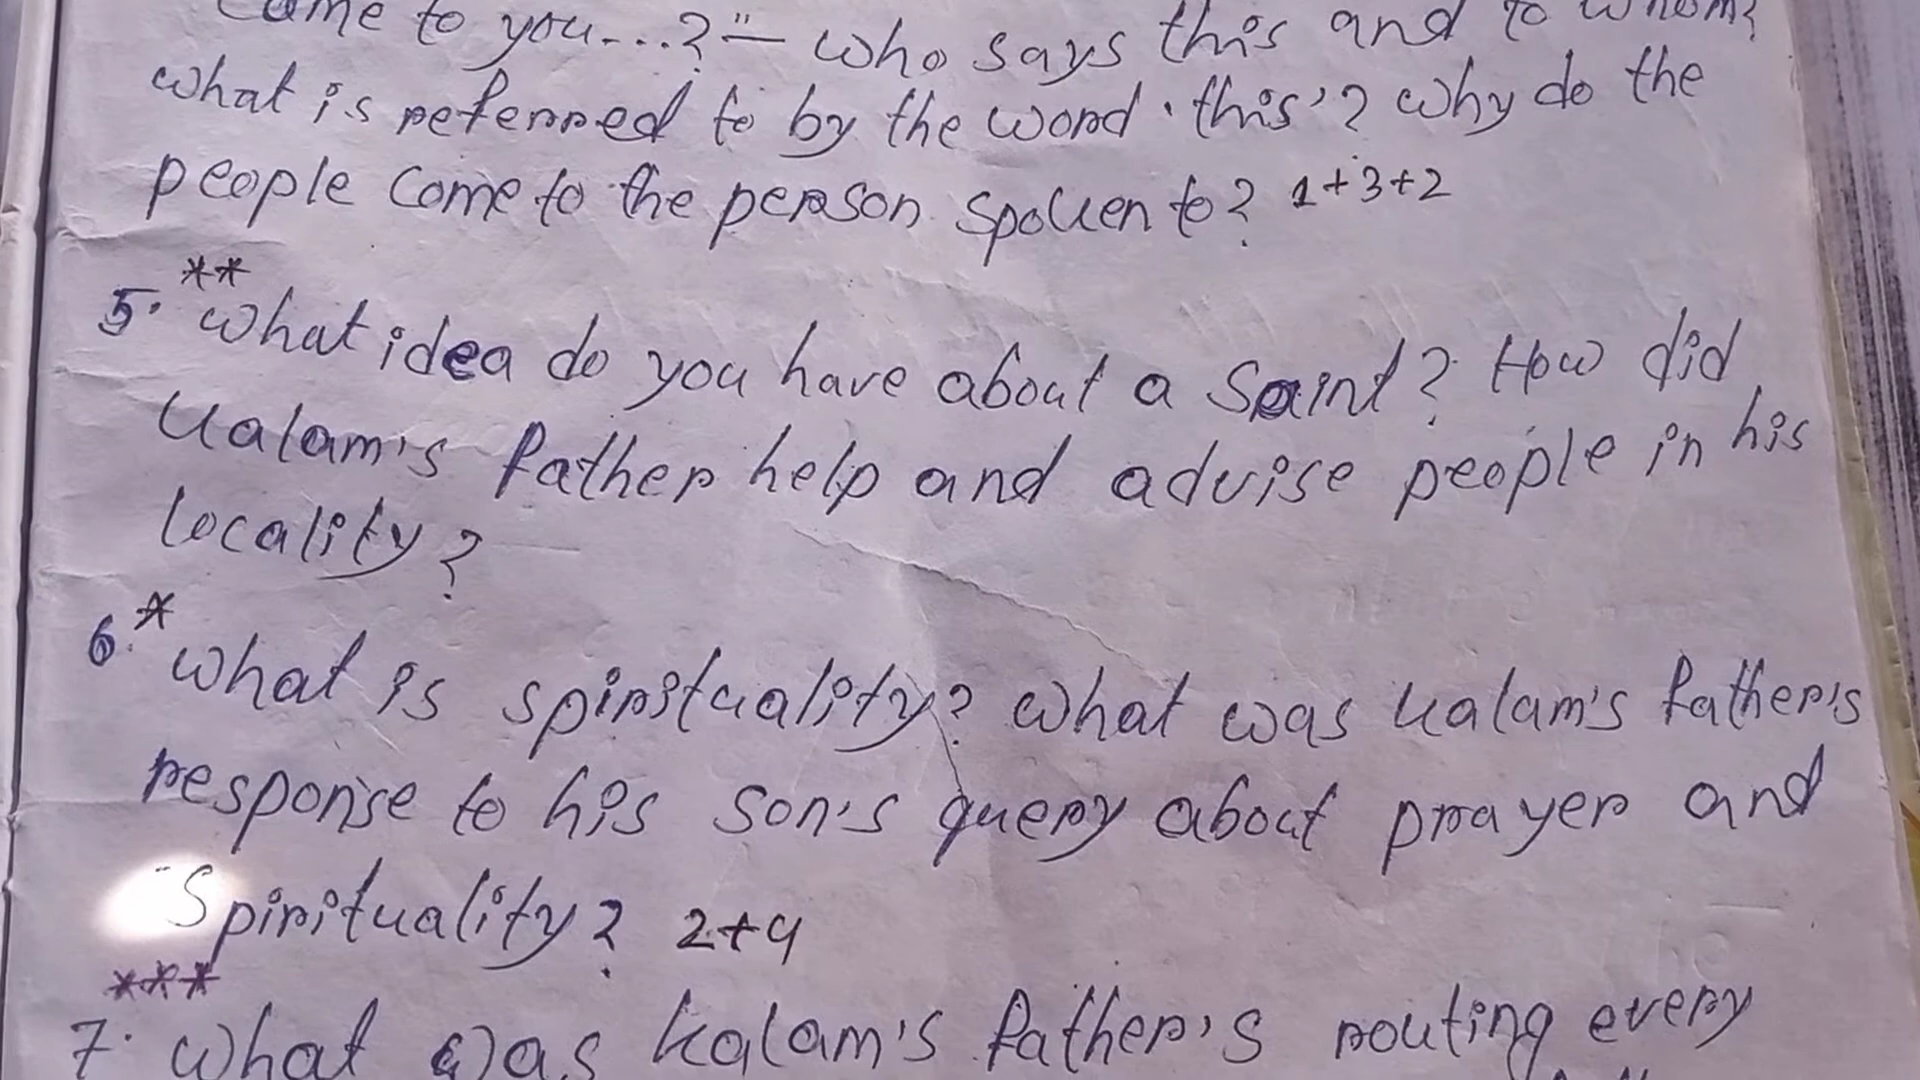 came to you....?"— who says this and to whom?
what is referred to by the word 'this'? why do the
people come to the person spoken to? 1+3+2
**
5. what idea do you have about a saint? How did
Kalam's father help and advise people in his
locality?
*
6. what is spirituality? what was Kalam's father's
response to his son's query about prayer and
spirituality? 2+4
***
7. what was Kalam's father's routing every